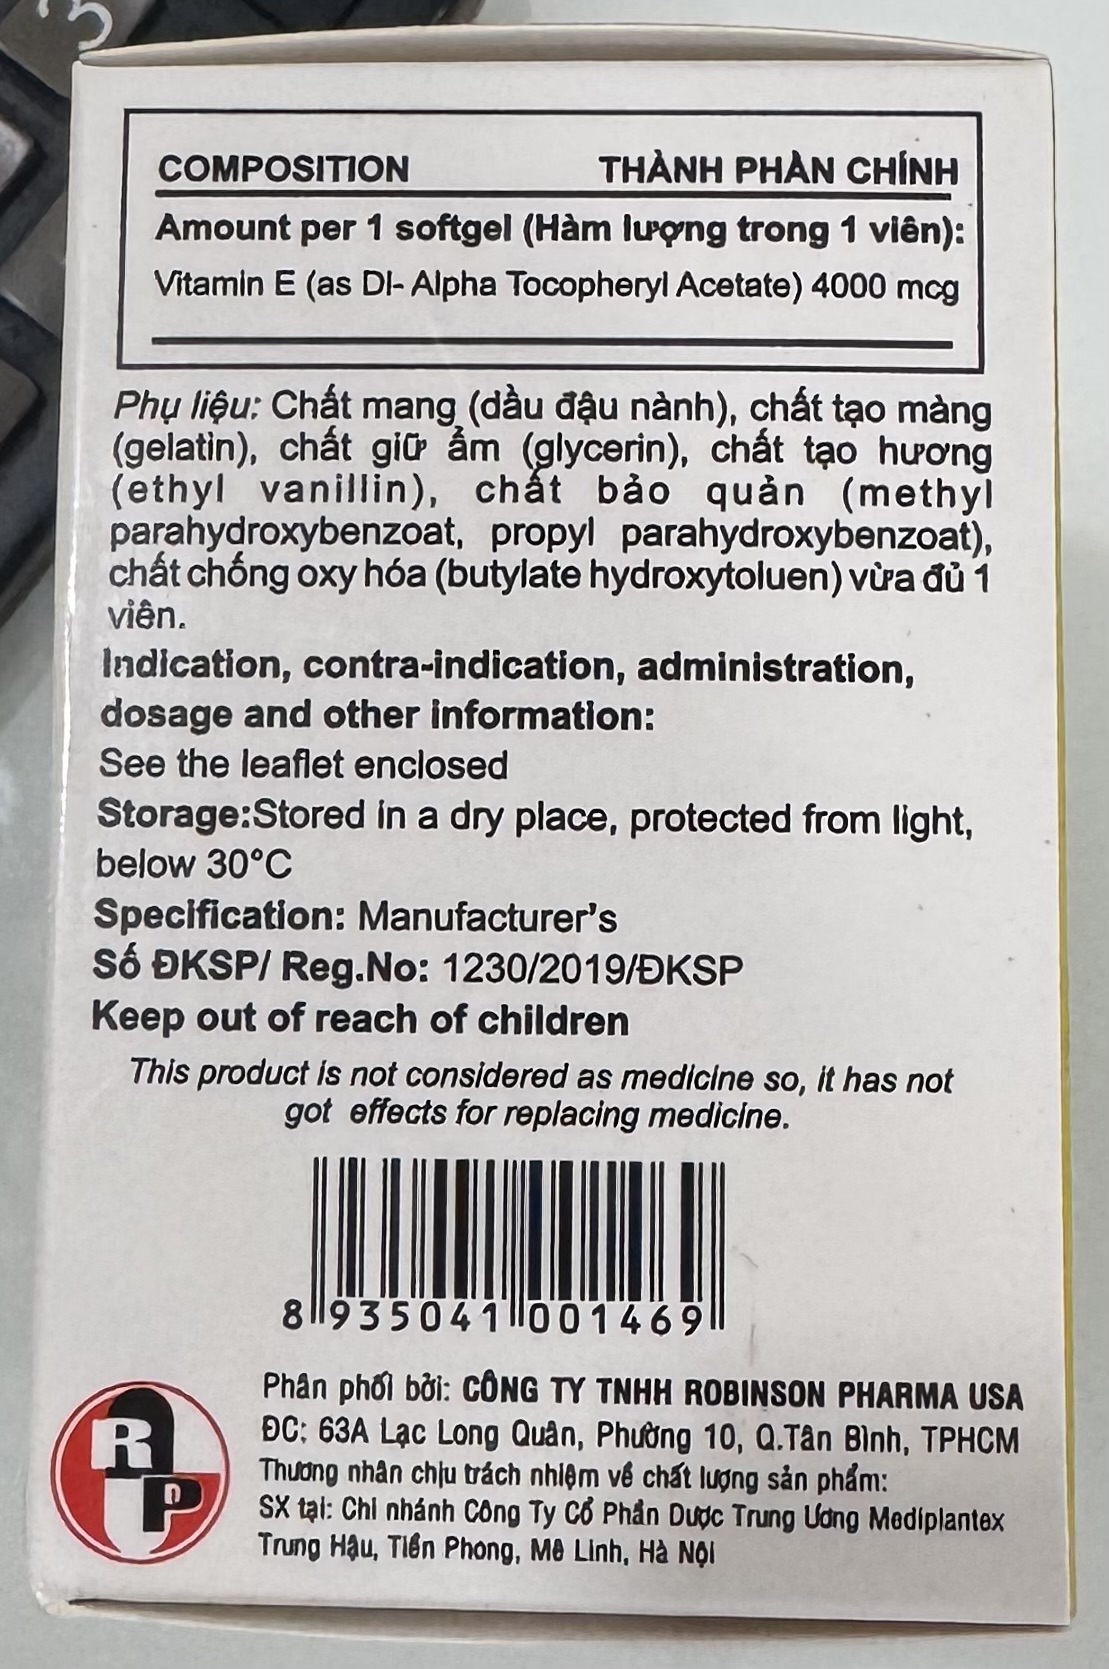 COMPOSITION THÀNH PHẦN CHÍNH
Amount per 1 softgel (Hàm lượng trong 1 viên):
Vitamin E (as Dl- Alpha Tocopheryl Acetate) 4000 mcg
Phụ liệu: Chất mang (dầu đậu nành), chất tạo màng
(gelatin), chất giữ ẩm (glycerin), chất tạo hương
(ethyl vanillin), chất bảo quản (methyl
parahydroxybenzoat, propyl parahydroxybenzoat),
chất chống oxy hóa (butylate hydroxytoluen) vừa đủ 1
viên.
Indication, contra-indication, administration,
dosage and other information:
See the leaflet enclosed
Storage:Stored in a dry place, protected from light,
below 30°C
Specification: Manufacturer's
Số ĐKSP/ Reg.No: 1230/2019/ĐKSP
Keep out of reach of children
This product is not considered as medicine so, it has not
got effects for replacing medicine.
8 935041 001469
Phân phối bởi: CÔNG TY TNHH ROBINSON PHARMA USA
ĐC: 63A Lạc Long Quân, Phường 10, Q.Tân Bình, TPHCM
Thương nhân chịu trách nhiệm về chất lượng sản phẩm:
SX tại: Chi nhánh Công Ty Cổ Phần Dược Trung Ương Mediplantex
Trung Hậu, Tiền Phong, Mê Linh, Hà Nội
R
P